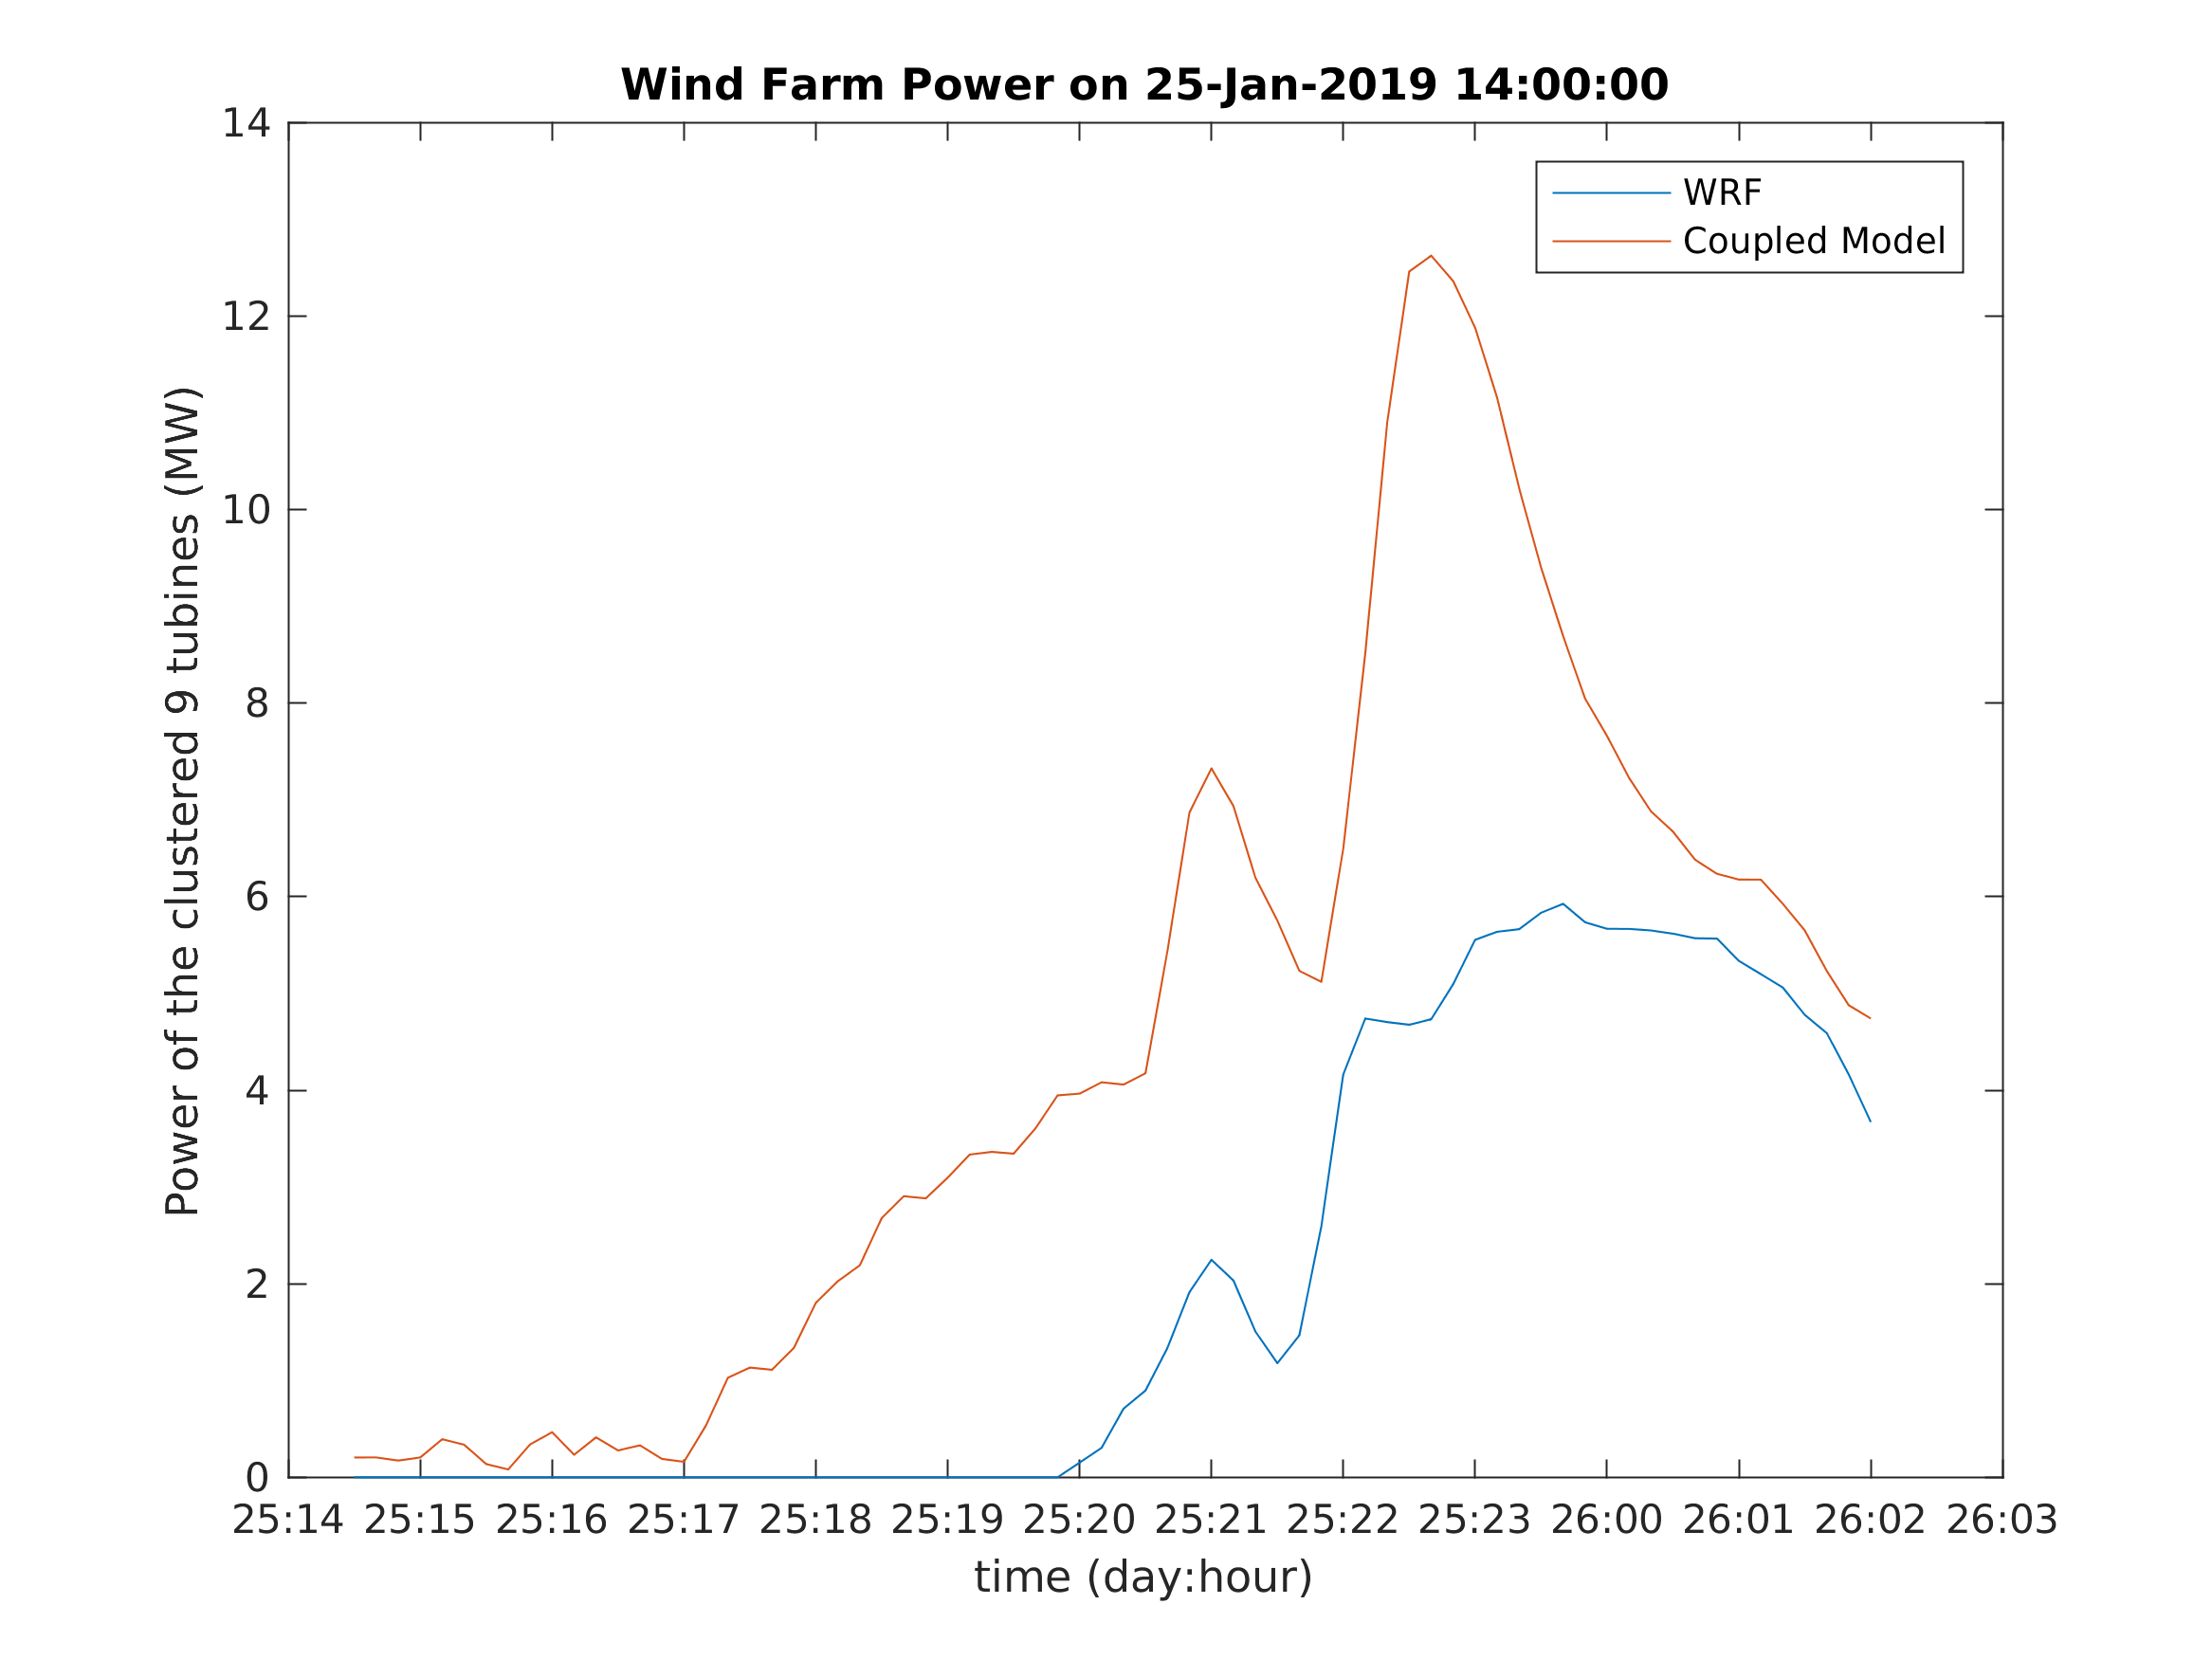 Wind Farm Power on 25-Jan-2019 14:00:00
WRF
Coupled Model
Power of the clustered 9 tubines (MW)
14
12
10
8
6
4
2
0
25:14 25:15 25:16 25:17 25:18 25:19 25:20 25:21 25:22 25:23 26:00 26:01 26:02 26:03
time (day:hour)